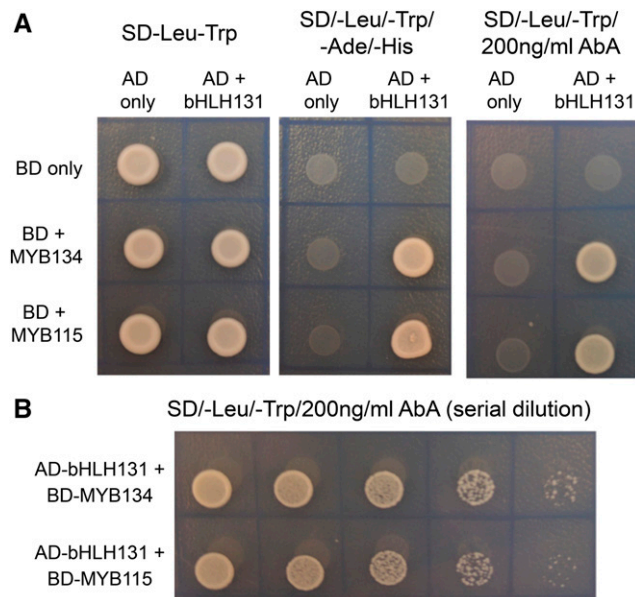 A
SD-Leu-Trp
SD/-Leu/-Trp/
-Ade/-His
SD/-Leu/-Trp/
200ng/ml AbA
AD
only
AD +
bHLH131
AD
only
AD +
bHLH131
AD
only
AD +
bHLH131
BD only
BD +
MYB134
BD +
MYB115
B
SD/-Leu/-Trp/200ng/ml AbA (serial dilution)
AD-bHLH131 +
BD-MYB134
AD-bHLH131 +
BD-MYB115